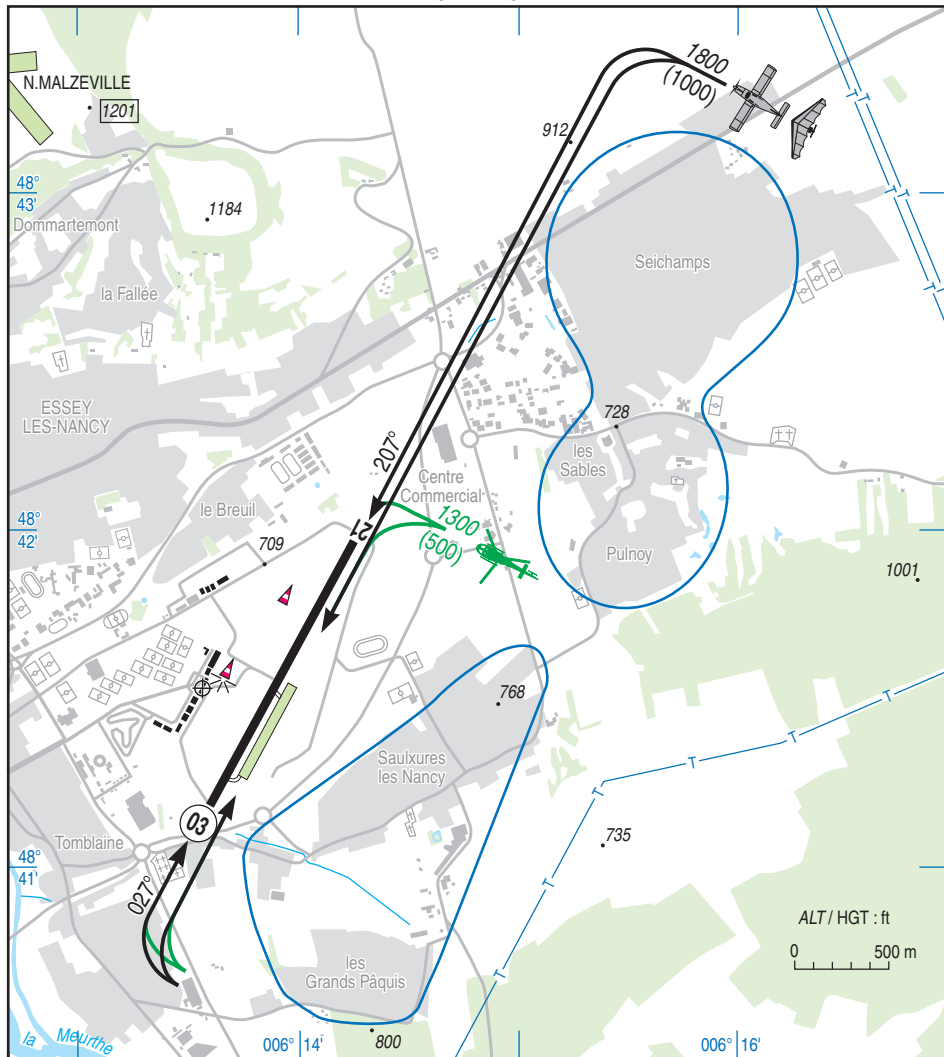 N.MALZEVILLE
1201
1800
(1000)
912
48°
43'
1184
Dommartemont
la Fallée
Seichamps
ESSEY
LES-NANCY
728
207°
les
Sables
Centre
Commercial
le Breuil
1300
(500)
48°
42'
21
Pulnoy
709
1001
768
Saulxures
les Nancy
03
Tomblaine
735
48°
41'
027°
ALT / HGT : ft
0 500 m
les
Grands Pâquis
la Meurthe
006° 14'
800
006° 16'
T
T
T
T
T
T
T
T
T
T